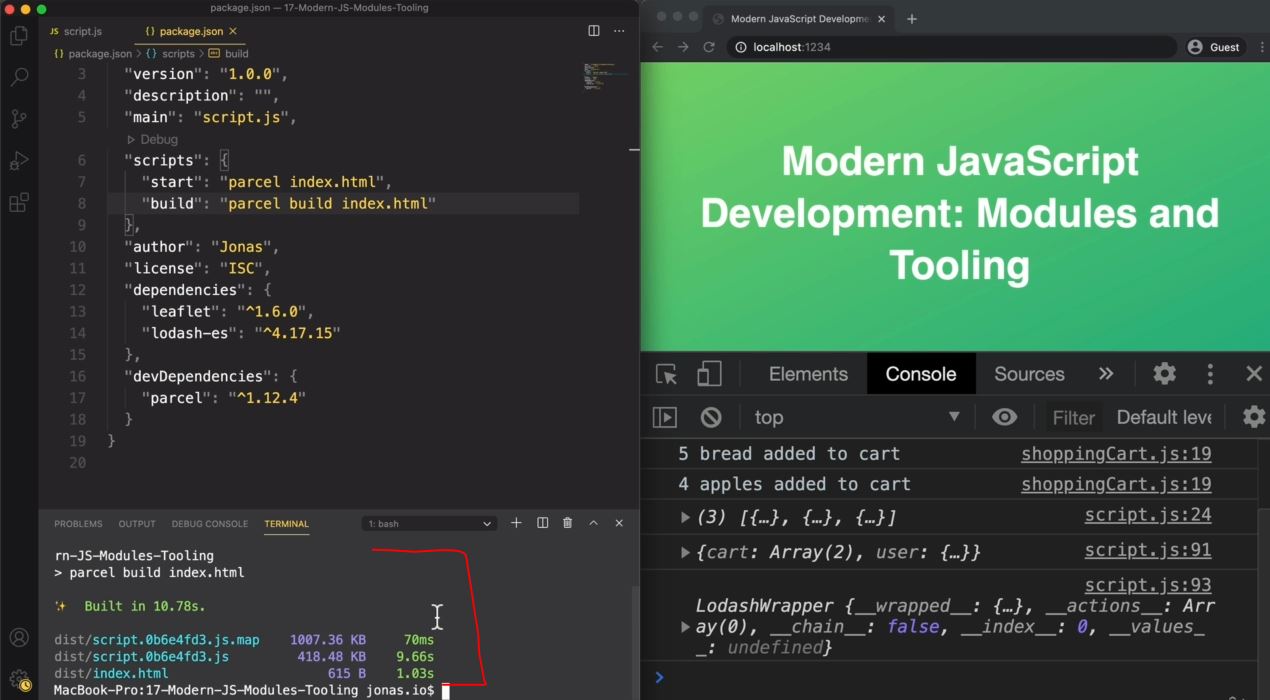 package.json — 17-Modern-JS-Modules-Tooling
JS script.js
{} package.json ×
{} package.json > {} scripts > abc build
3 "version": "1.0.0",
4 "description": "",
5 "main": "script.js",
Debug
6 "scripts": {
7 "start": "parcel index.html",
8 "build": "parcel build index.html"
9 },
10 "author": "Jonas",
11 "license": "ISC",
12 "dependencies": {
13 "leaflet": "^1.6.0",
14 "lodash-es": "^4.17.15"
15 },
16 "devDependencies": {
17 "parcel": "^1.12.4"
18 }
19 }
20
PROBLEMS OUTPUT DEBUG CONSOLE TERMINAL 1: bash
rn-JS-Modules-Tooling
> parcel build index.html
✨ Built in 10.78s.
dist/script.0b6e4fd3.js.map 1007.36 KB 70ms
dist/script.0b6e4fd3.js 418.48 KB 9.66s
dist/index.html 615 B 1.03s
MacBook-Pro:17-Modern-JS-Modules-Tooling jonas.io$
Modern JavaScript Developme
localhost:1234
Guest
Modern JavaScript
Development: Modules and
Tooling
Elements Console Sources »
top Filter Default leve
5 bread added to cart shoppingCart.js:19
4 apples added to cart shoppingCart.js:19
(3) [{…}, {…}, {…}] script.js:24
{cart: Array(2), user: {…}} script.js:91
script.js:93
LodashWrapper {__wrapped__: {…}, __actions__: Arr
ay(0), __chain__: false, __index__: 0, __values_
_: undefined}
>